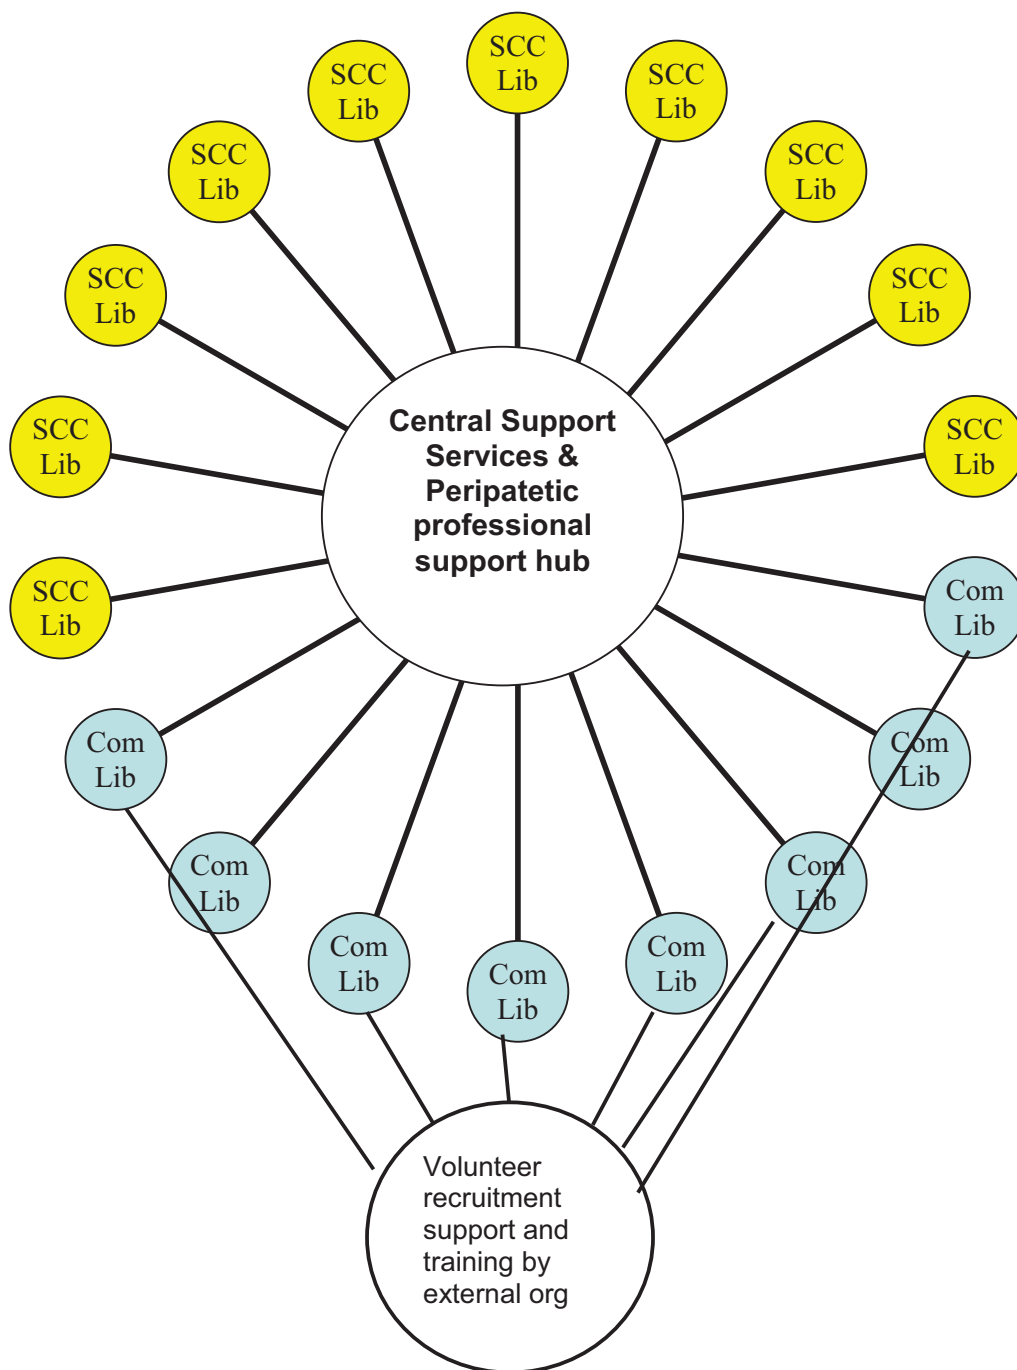 SCC
Lib
SCC
Lib
SCC
Lib
SCC
Lib
SCC
Lib
SCC
Lib
SCC
Lib
SCC
Lib
SCC
Lib
SCC
Lib
Central Support
Services &
Peripatetic
professional
support hub
Com
Lib
Com
Lib
Com
Lib
Com
Lib
Com
Lib
Com
Lib
Com
Lib
Com
Lib
Volunteer
recruitment
support and
training by
external org